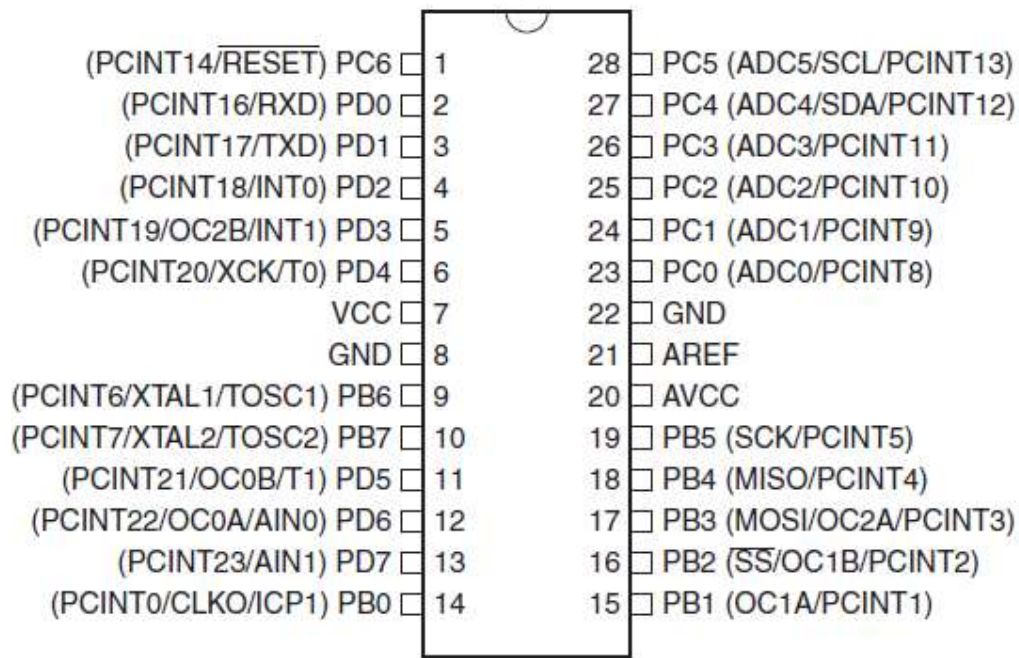 (PCINT14/RESET) PC6 1 28 PC5 (ADC5/SCL/PCINT13)
(PCINT16/RXD) PD0 2 27 PC4 (ADC4/SDA/PCINT12)
(PCINT17/TXD) PD1 3 26 PC3 (ADC3/PCINT11)
(PCINT18/INT0) PD2 4 25 PC2 (ADC2/PCINT10)
(PCINT19/OC2B/INT1) PD3 5 24 PC1 (ADC1/PCINT9)
(PCINT20/XCK/T0) PD4 6 23 PC0 (ADC0/PCINT8)
VCC 7 22 GND
GND 8 21 AREF
(PCINT6/XTAL1/TOSC1) PB6 9 20 AVCC
(PCINT7/XTAL2/TOSC2) PB7 10 19 PB5 (SCK/PCINT5)
(PCINT21/OC0B/T1) PD5 11 18 PB4 (MISO/PCINT4)
(PCINT22/OC0A/AIN0) PD6 12 17 PB3 (MOSI/OC2A/PCINT3)
(PCINT23/AIN1) PD7 13 16 PB2 (SS/OC1B/PCINT2)
(PCINT0/CLKO/ICP1) PB0 14 15 PB1 (OC1A/PCINT1)